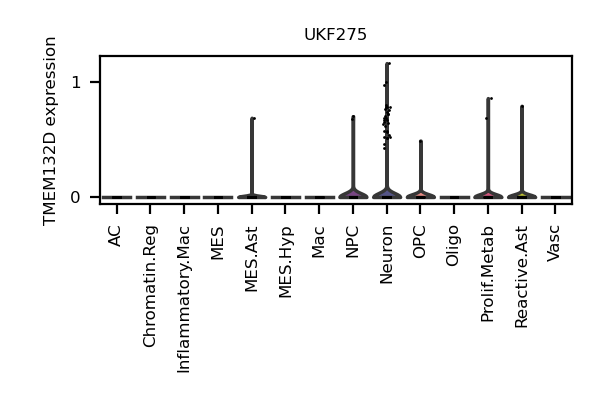 UKF275
TMEM132D expression
1
0
AC
Chromatin.Reg
Inflammatory.Mac
MES
MES.Ast
MES.Hyp
Mac
NPC
Neuron
OPC
Oligo
Prolif.Metab
Reactive.Ast
Vasc